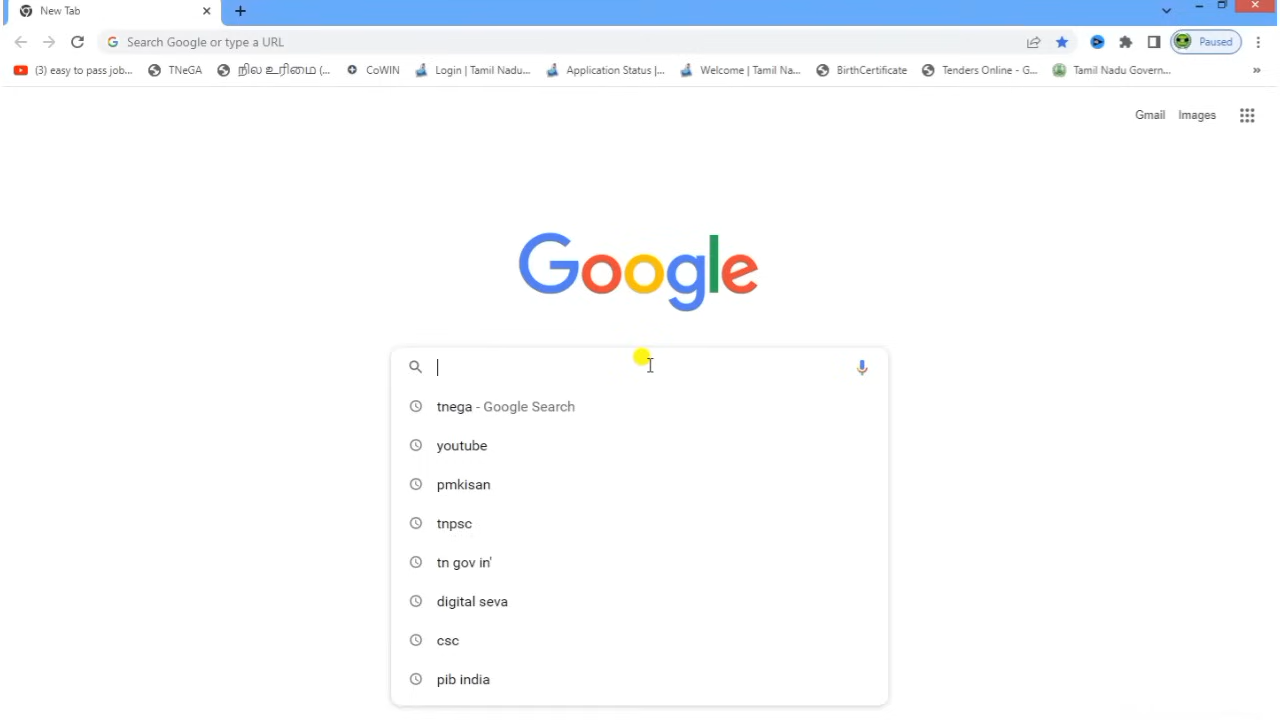 New Tab
Search Google or type a URL
Paused
(3) easy to pass job...
TNeGA
நில உரிமை (...
CoWIN
Login | Tamil Nadu...
Application Status |...
Welcome | Tamil Na...
BirthCertificate
Tenders Online - G...
Tamil Nadu Govern...
»
Gmail
Images
Google
tnega - Google Search
youtube
pmkisan
tnpsc
tn gov in'
digital seva
csc
pib india